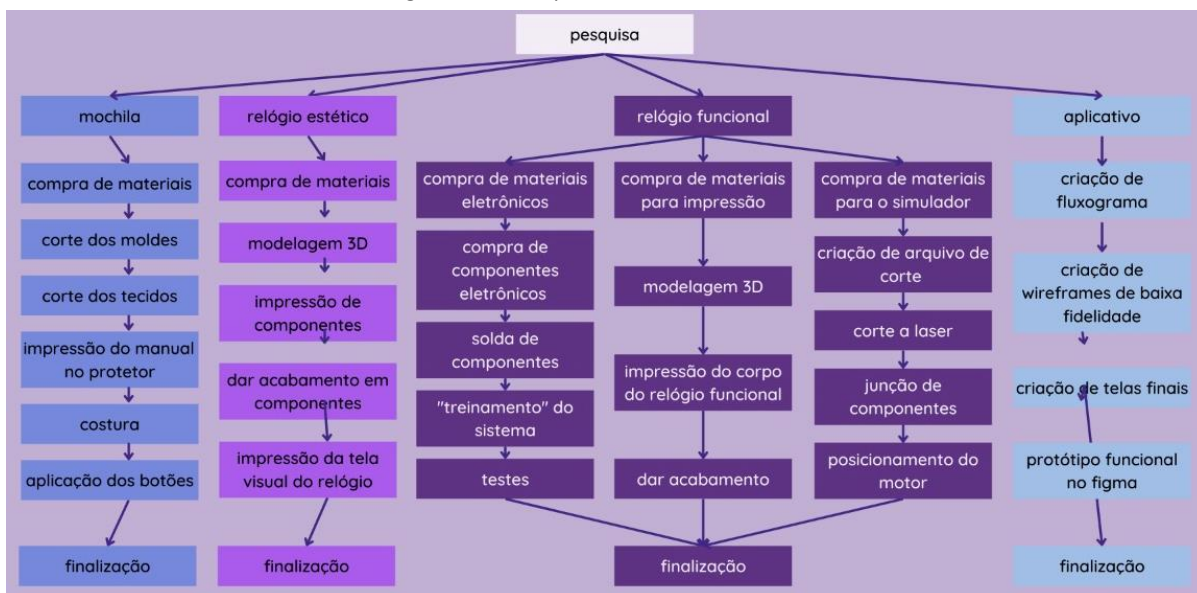 pesquisa
mochila
compra de materiais
corte dos moldes
corte dos tecidos
impressão do manual
no protetor
costura
aplicação dos botões
finalização
relógio estético
compra de materiais
modelagem 3D
impressão de
componentes
dar acabamento em
componentes
impressão da tela
visual do relógio
finalização
relógio funcional
compra de materiais
eletrônicos
compra de
componentes
eletrônicos
solda de
componentes
"treinamento" do
sistema
testes
compra de materiais
para impressão
modelagem 3D
impressão do corpo
do relógio funcional
dar acabamento
compra de materiais
para o simulador
criação de arquivo de
corte
corte a laser
junção de
componentes
posicionamento do
motor
finalização
aplicativo
criação de
fluxograma
criação de
wireframes de baixa
fidelidade
criação de telas finais
protótipo funcional
no figma
finalização